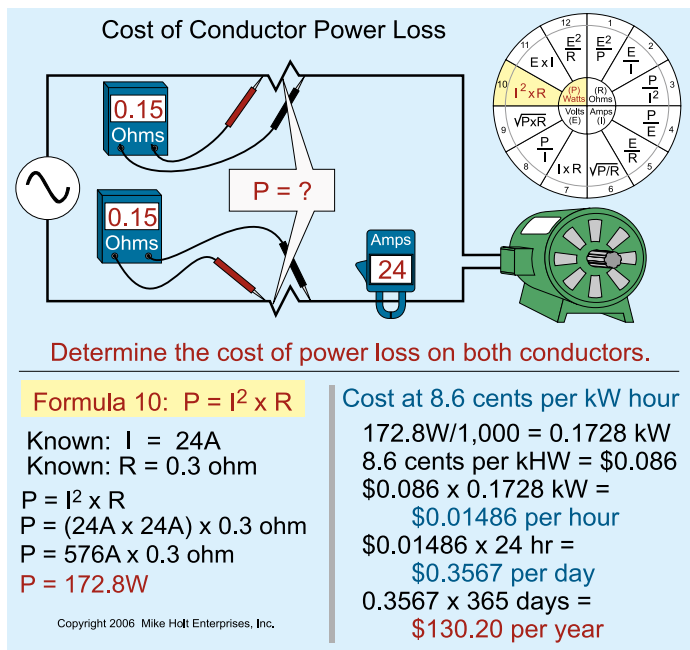 Cost of Conductor Power Loss
0.15
Ohms
P = ?
0.15
Ohms
Amps
24
12
1
2
3
4
5
6
7
8
9
10
11
E²/R
E²/P
E/I
P/I²
P/E
E/R
√P/R
I x R
P/I
√PxR
I² x R
E x I
(P)
Watts
(R)
Ohms
Volts
(E)
Amps
(I)
Determine the cost of power loss on both conductors.
Formula 10: P = I² x R
Known: I = 24A
Known: R = 0.3 ohm
P = I² x R
P = (24A x 24A) x 0.3 ohm
P = 576A x 0.3 ohm
P = 172.8W
Copyright 2006 Mike Holt Enterprises, Inc.
Cost at 8.6 cents per kW hour
172.8W/1,000 = 0.1728 kW
8.6 cents per kHW = $0.086
$0.086 x 0.1728 kW =
$0.01486 per hour
$0.01486 x 24 hr =
$0.3567 per day
0.3567 x 365 days =
$130.20 per year